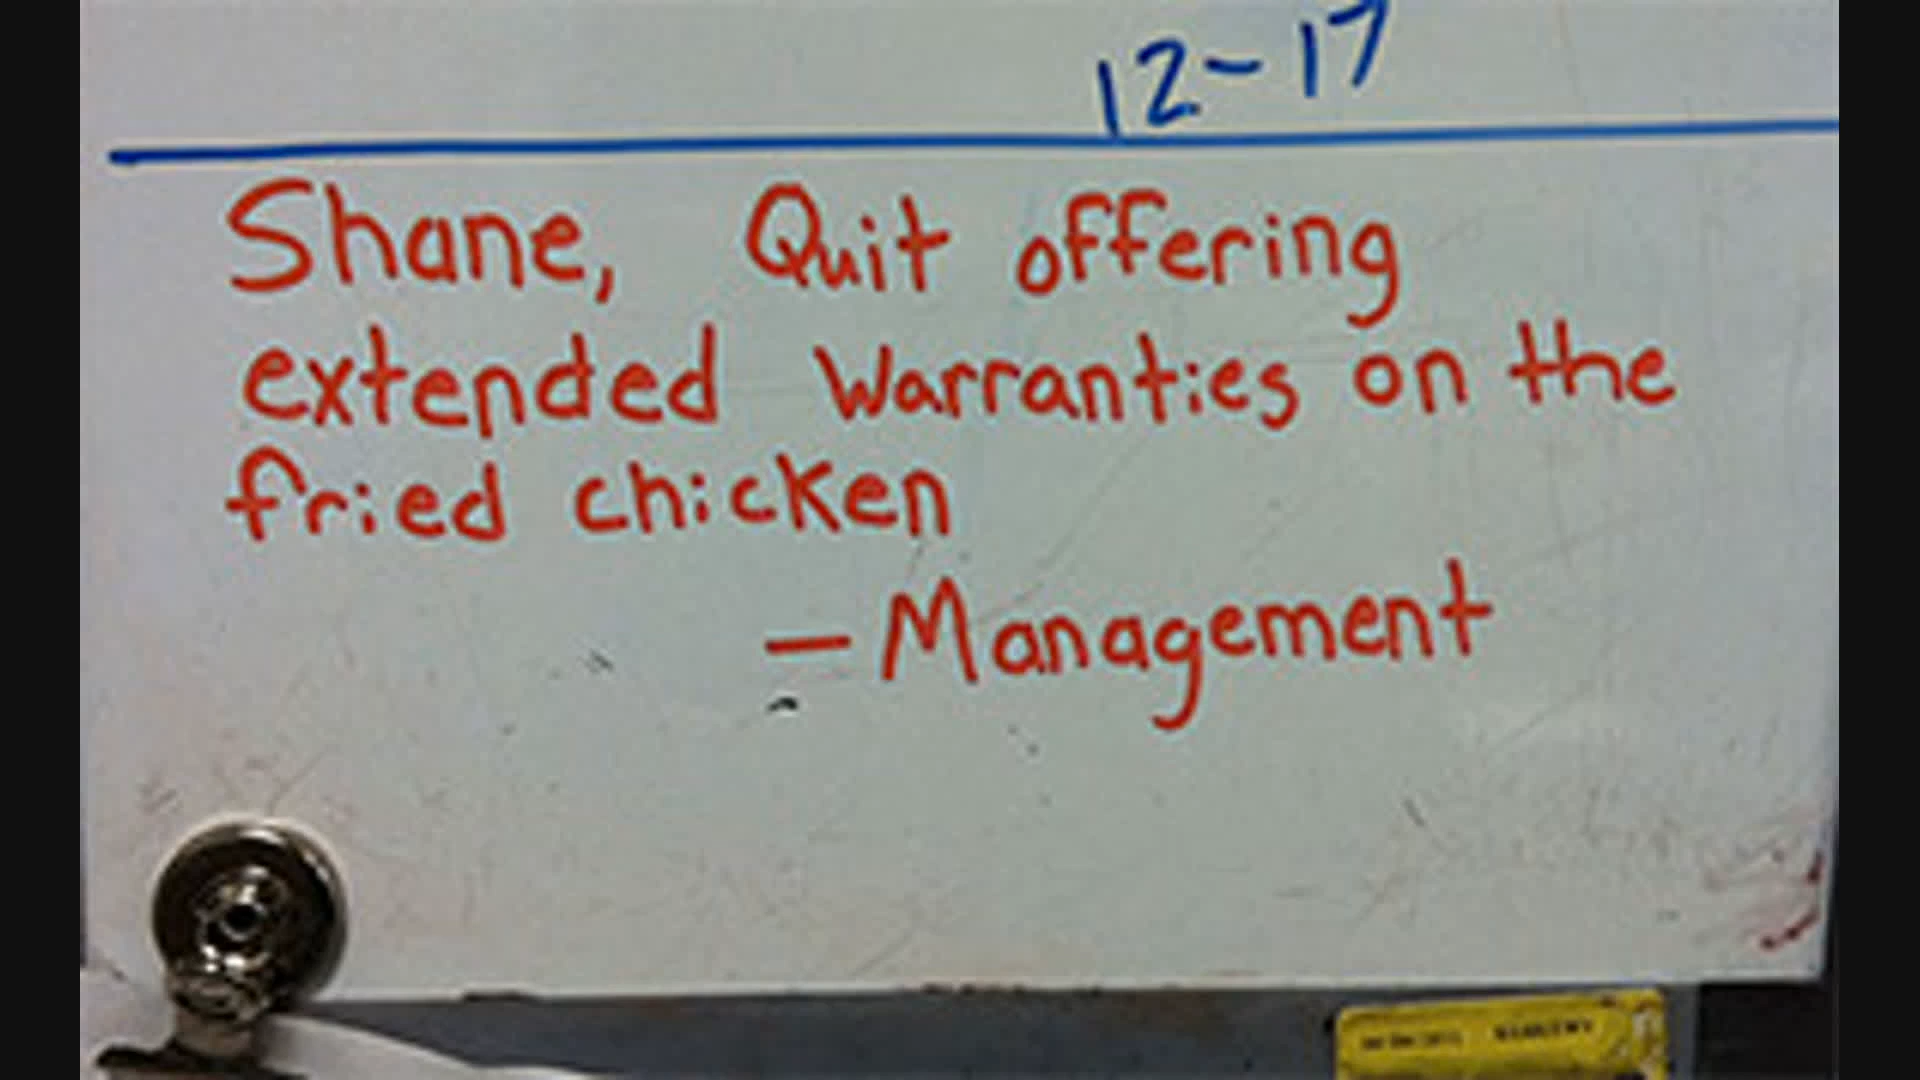 12-17
Shane, Quit offering
extended Warranties on the
fried chicken
- Management